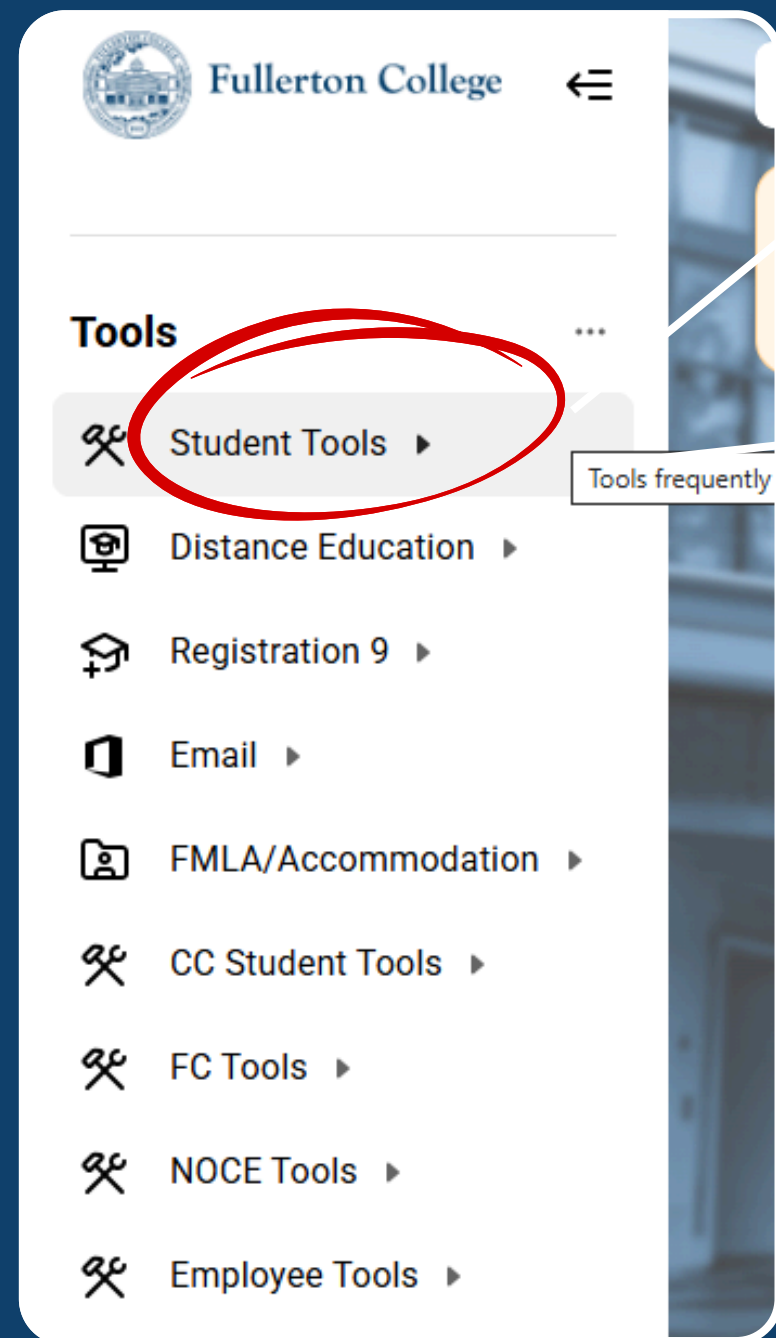 Fullerton College
Tools
Student Tools
Tools frequently
Distance Education
Registration 9
Email
FMLA/Accommodation
CC Student Tools
FC Tools
NOCE Tools
Employee Tools